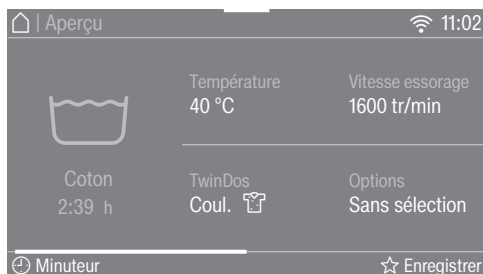 | Aperçu
11:02
Température
40 °C
Vitesse essorage
1600 tr/min
Coton
2:39 h
TwinDos
Coul.
Options
Sans sélection
Minuteur
Enregistrer